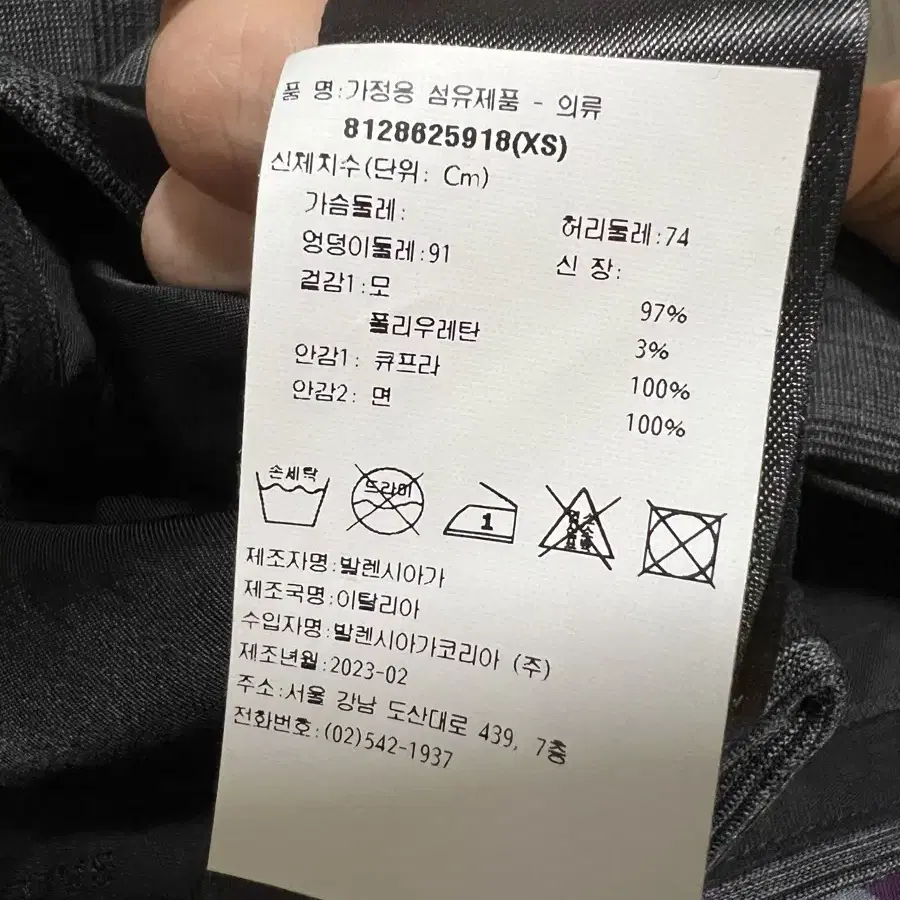 품 명:가정용 섬유제품 - 의류
8128625918(XS)
신체치수(단위: Cm)
가슴둘레: 허리둘레:74
엉덩이둘레:91 신 장:
겉감1:모 97%
폴리우레탄 3%
안감1: 큐프라 100%
안감2: 면 100%
손세탁 드라이 1
제조자명:발렌시아가
제조국명:이탈리아
수입자명:발렌시아가코리아 (주)
제조년월:2023-02
주소:서울 강남 도산대로 439, 7층
전화번호:(02)542-1937